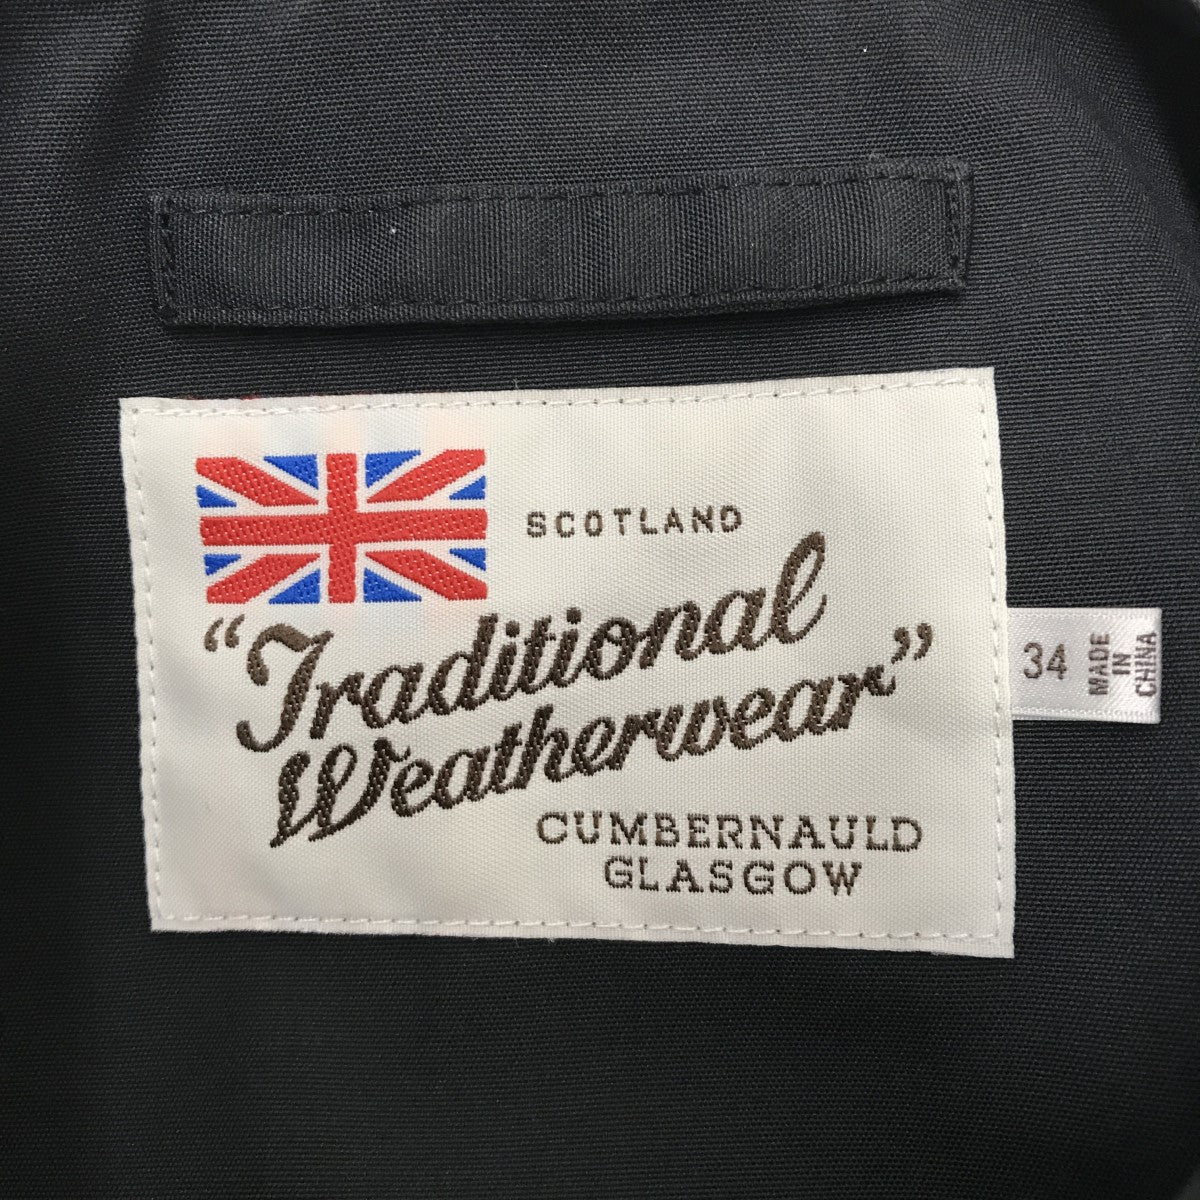 SCOTLAND
"Traditional
Weatherwear"
CUMBERNAULD
GLASGOW
34
MADE
IN
CHINA